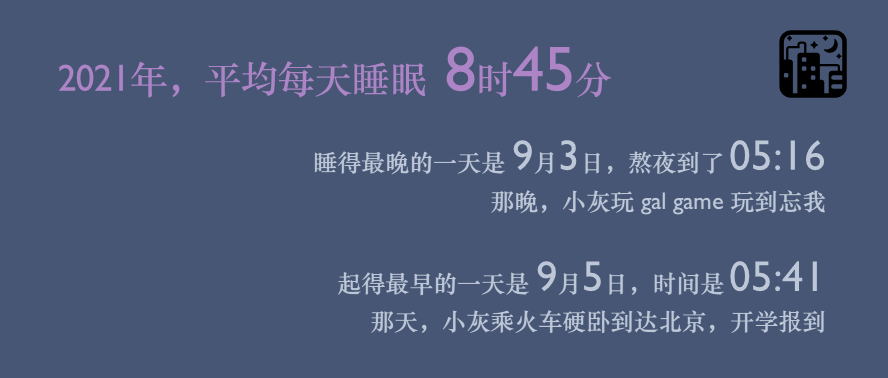 2021年，平均每天睡眠 8时45分
睡得最晚的一天是 9月3日，熬夜到了 05:16
那晚，小灰玩 gal game 玩到忘我
起得最早的一天是 9月5日，时间是 05:41
那天，小灰乘火车硬卧到达北京，开学报到